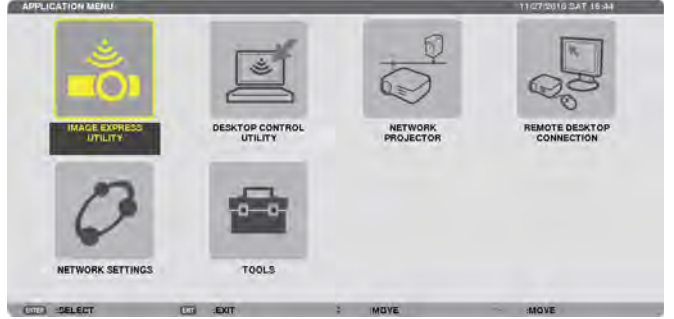 APPLICATION MENU
11/27/2010 SAT 16:44
IMAGE EXPRESS
UTILITY
DESKTOP CONTROL
UTILITY
NETWORK
PROJECTOR
REMOTE DESKTOP
CONNECTION
NETWORK SETTINGS
TOOLS
ENTER :SELECT
EXIT :EXIT
:MOVE
:MOVE